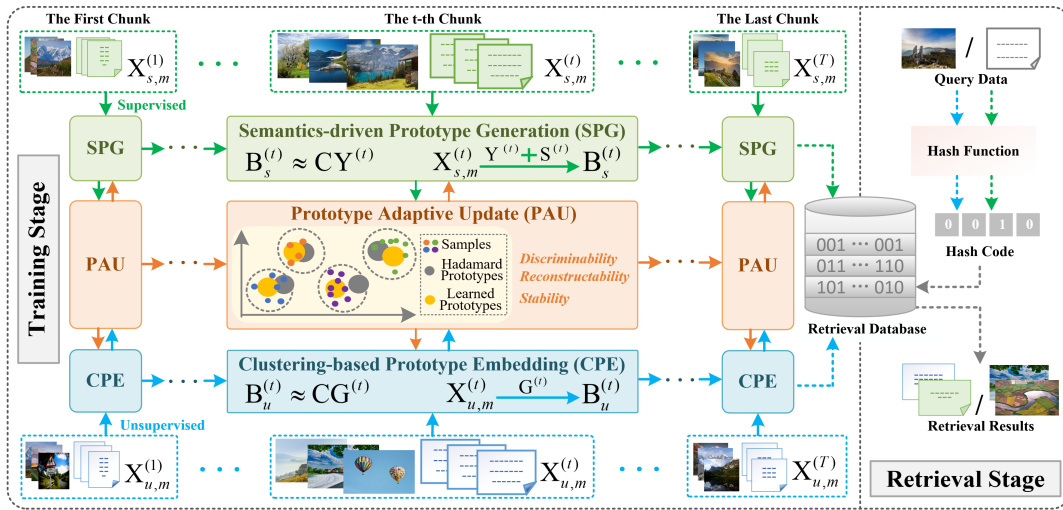 The First Chunk
The t-th Chunk
The Last Chunk
X_{s,m}^{(1)}
X_{s,m}^{(t)}
X_{s,m}^{(T)}
Supervised
Training Stage
SPG
Semantics-driven Prototype Generation (SPG)
B_s^{(t)} ≈ CY^{(t)}
X_{s,m}^{(t)} Y^{(t)} + S^{(t)} B_s^{(t)}
SPG
PAU
Prototype Adaptive Update (PAU)
Samples
Hadamard
Prototypes
Learned
Prototypes
Discriminability
Reconstructability
Stability
PAU
CPE
Clustering-based Prototype Embedding (CPE)
B_u^{(t)} ≈ CG^{(t)}
X_{u,m}^{(t)} G^{(t)} B_u^{(t)}
CPE
Unsupervised
X_{u,m}^{(1)}
X_{u,m}^{(t)}
X_{u,m}^{(T)}
/
Query Data
Hash Function
0 0 1 0
Hash Code
001 ··· 001
011 ··· 110
101 ··· 010
Retrieval Database
/
Retrieval Results
Retrieval Stage